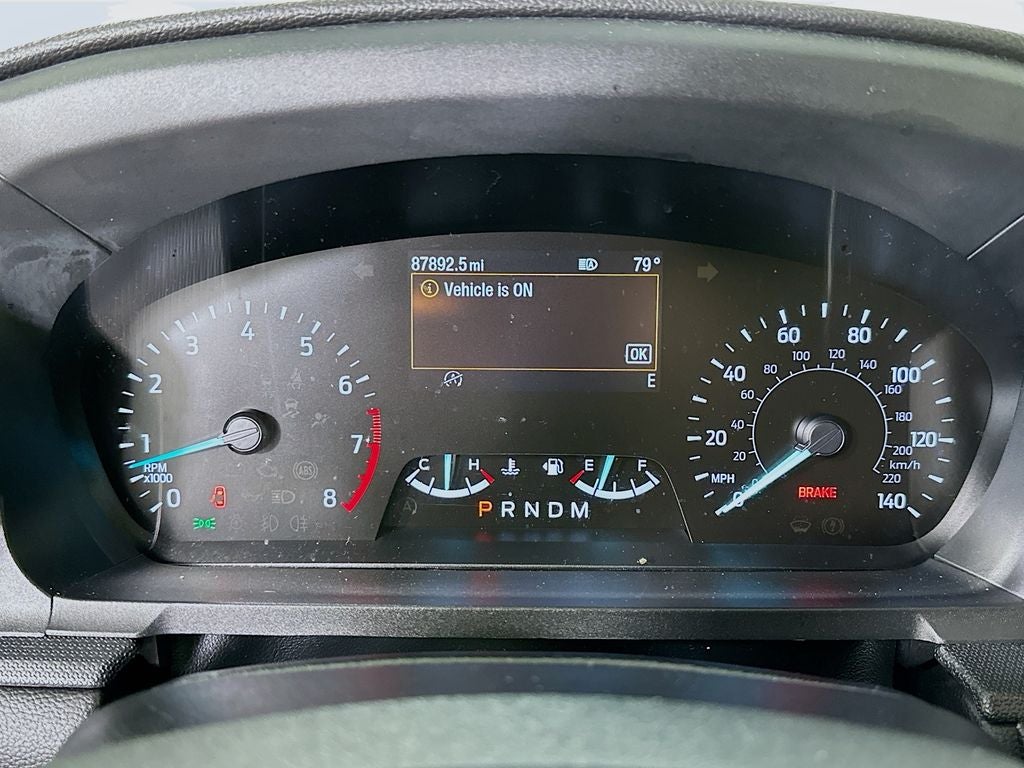 87892.5 mi 79°
Vehicle is ON
OK
E
0 1 2 3 4 5 6 7 8
RPM
x1000
ABS
C H E F
PRNDM
0 20 40 60 80 100 120 140
MPH
20 40 60 80 100 120 140 160 180 200 220
km/h
BRAKE